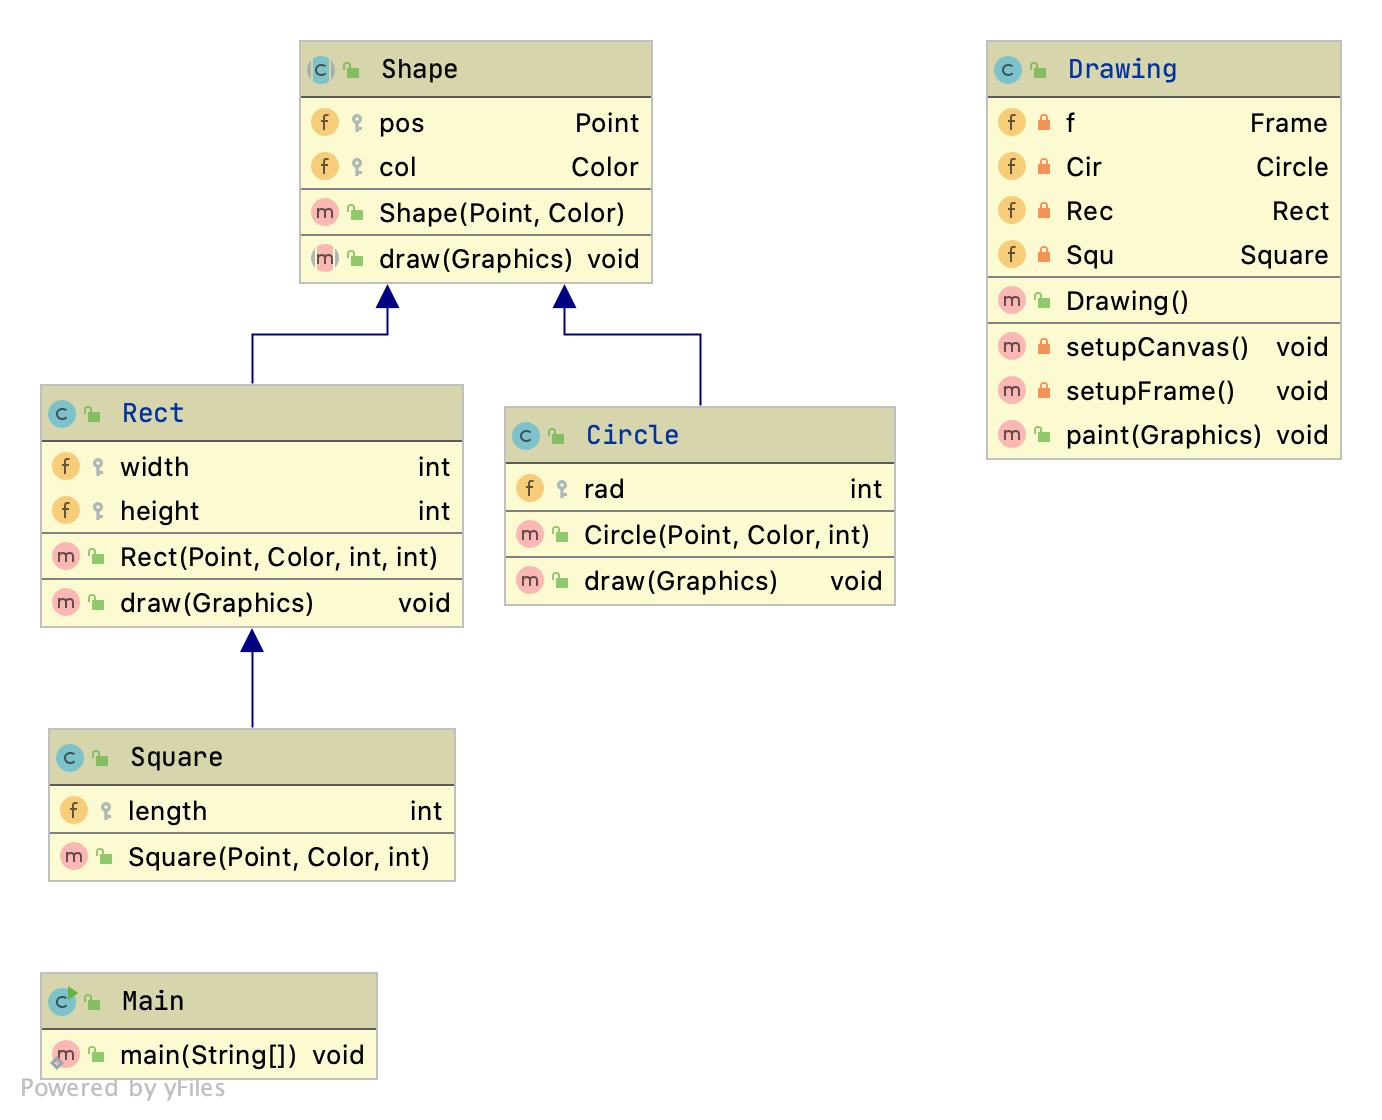 Shape
pos Point
col Color
Shape(Point, Color)
draw(Graphics) void
Drawing
f Frame
Cir Circle
Rec Rect
Squ Square
Drawing()
setupCanvas() void
setupFrame() void
paint(Graphics) void
Rect
width int
height int
Rect(Point, Color, int, int)
draw(Graphics) void
Circle
rad int
Circle(Point, Color, int)
draw(Graphics) void
Square
length int
Square(Point, Color, int)
Main
main(String[]) void
Powered by yFiles